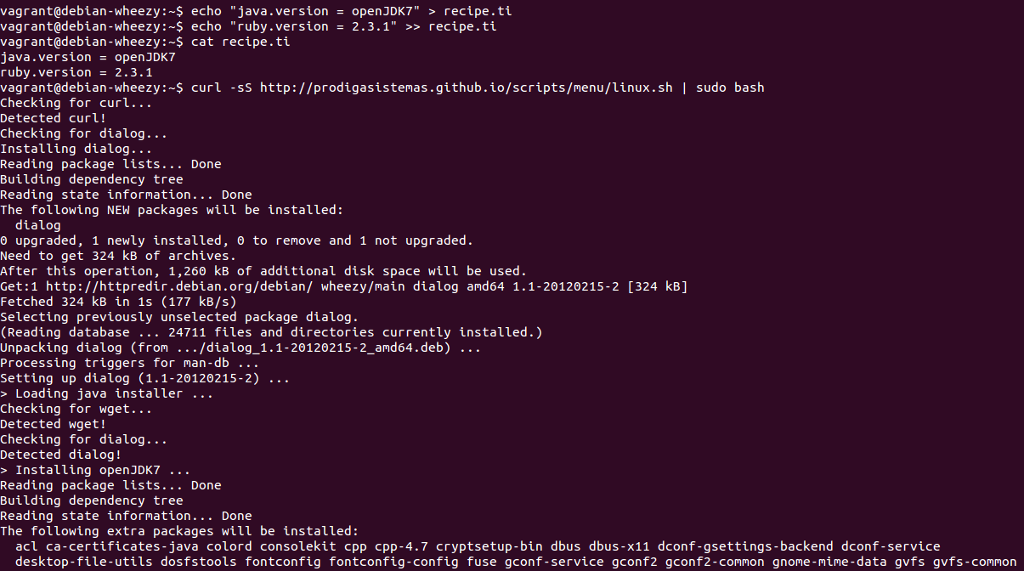 vagrant@debian-wheezy:~$ echo "java.version = openJDK7" > recipe.ti
vagrant@debian-wheezy:~$ echo "ruby.version = 2.3.1" >> recipe.ti
vagrant@debian-wheezy:~$ cat recipe.ti
java.version = openJDK7
ruby.version = 2.3.1
vagrant@debian-wheezy:~$ curl -sS http://prodigasistemas.github.io/scripts/menu/linux.sh | sudo bash
Checking for curl...
Detected curl!
Checking for dialog...
Installing dialog...
Reading package lists... Done
Building dependency tree
Reading state information... Done
The following NEW packages will be installed:
  dialog
0 upgraded, 1 newly installed, 0 to remove and 1 not upgraded.
Need to get 324 kB of archives.
After this operation, 1,260 kB of additional disk space will be used.
Get:1 http://httpredir.debian.org/debian/ wheezy/main dialog amd64 1.1-20120215-2 [324 kB]
Fetched 324 kB in 1s (177 kB/s)
Selecting previously unselected package dialog.
(Reading database ... 24711 files and directories currently installed.)
Unpacking dialog (from .../dialog_1.1-20120215-2_amd64.deb) ...
Processing triggers for man-db ...
Setting up dialog (1.1-20120215-2) ...
> Loading java installer ...
Checking for wget...
Detected wget!
Checking for dialog...
Detected dialog!
> Installing openJDK7 ...
Reading package lists... Done
Building dependency tree
Reading state information... Done
The following extra packages will be installed:
  acl ca-certificates-java colord consolekit cpp cpp-4.7 cryptsetup-bin dbus dbus-x11 dconf-gsettings-backend dconf-service
  desktop-file-utils dosfstools fontconfig fontconfig-config fuse gconf-service gconf2 gconf2-common gnome-mime-data gvfs gvfs-common